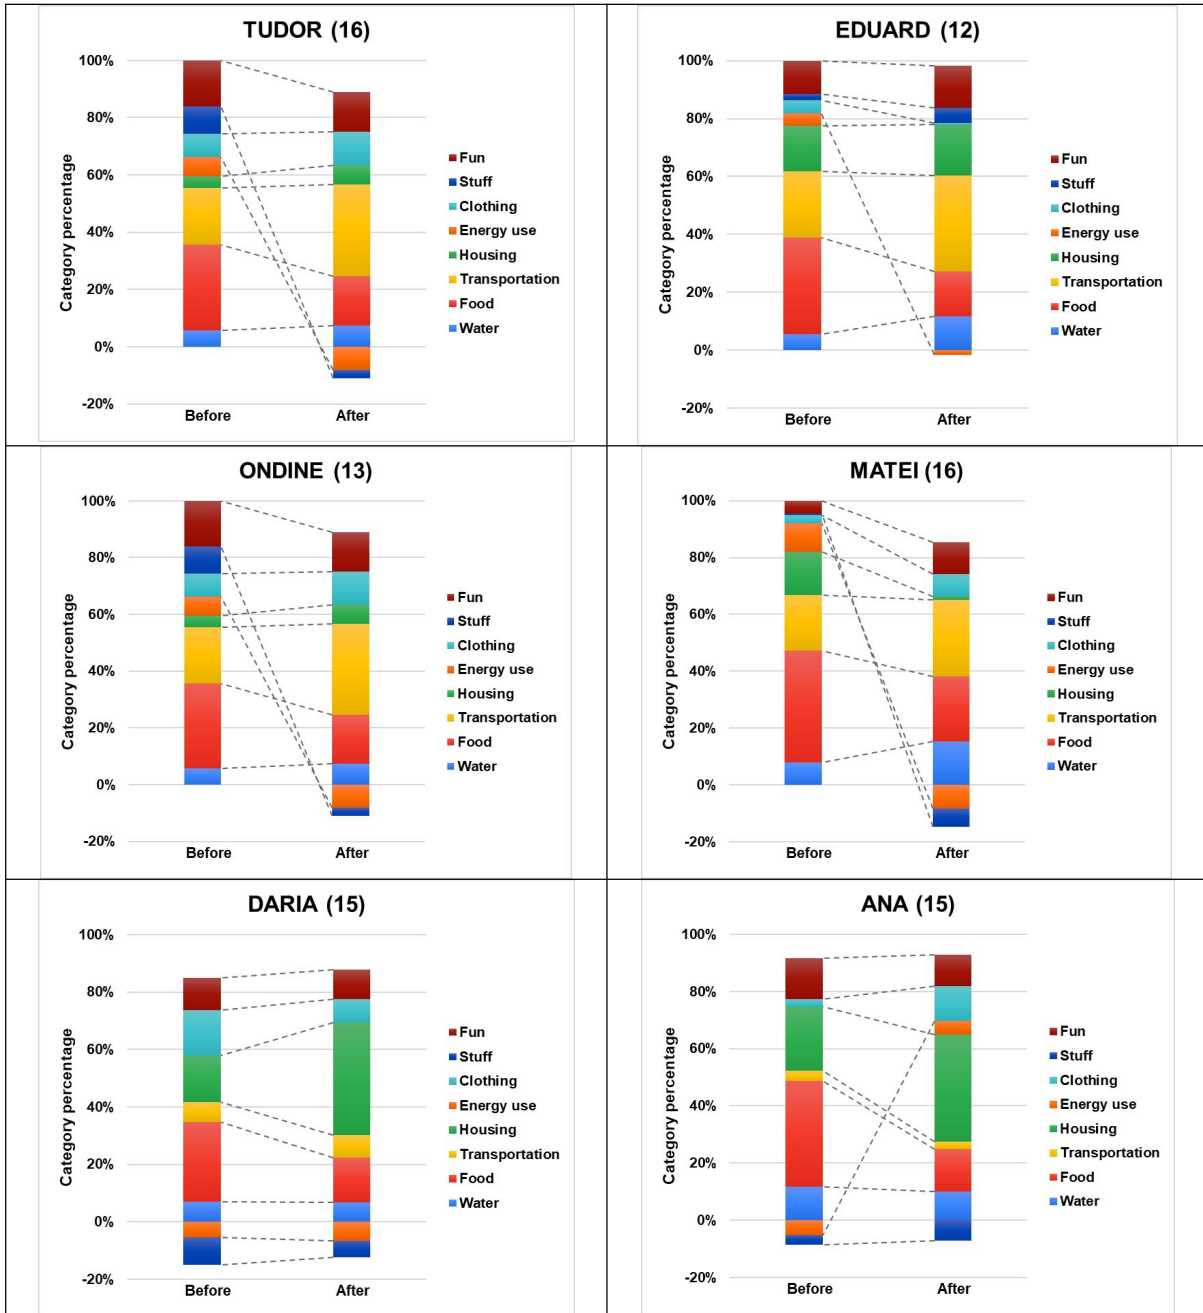 TUDOR (16)
Category percentage
100%
80%
60%
40%
20%
0%
-20%
Before
After
Fun
Stuff
Clothing
Energy use
Housing
Transportation
Food
Water
EDUARD (12)
Category percentage
100%
80%
60%
40%
20%
0%
-20%
Before
After
Fun
Stuff
Clothing
Energy use
Housing
Transportation
Food
Water
ONDINE (13)
Category percentage
100%
80%
60%
40%
20%
0%
-20%
Before
After
Fun
Stuff
Clothing
Energy use
Housing
Transportation
Food
Water
MATEI (16)
Category percentage
100%
80%
60%
40%
20%
0%
-20%
Before
After
Fun
Stuff
Clothing
Energy use
Housing
Transportation
Food
Water
DARIA (15)
Category percentage
100%
80%
60%
40%
20%
0%
-20%
Before
After
Fun
Stuff
Clothing
Energy use
Housing
Transportation
Food
Water
ANA (15)
Category percentage
100%
80%
60%
40%
20%
0%
-20%
Before
After
Fun
Stuff
Clothing
Energy use
Housing
Transportation
Food
Water